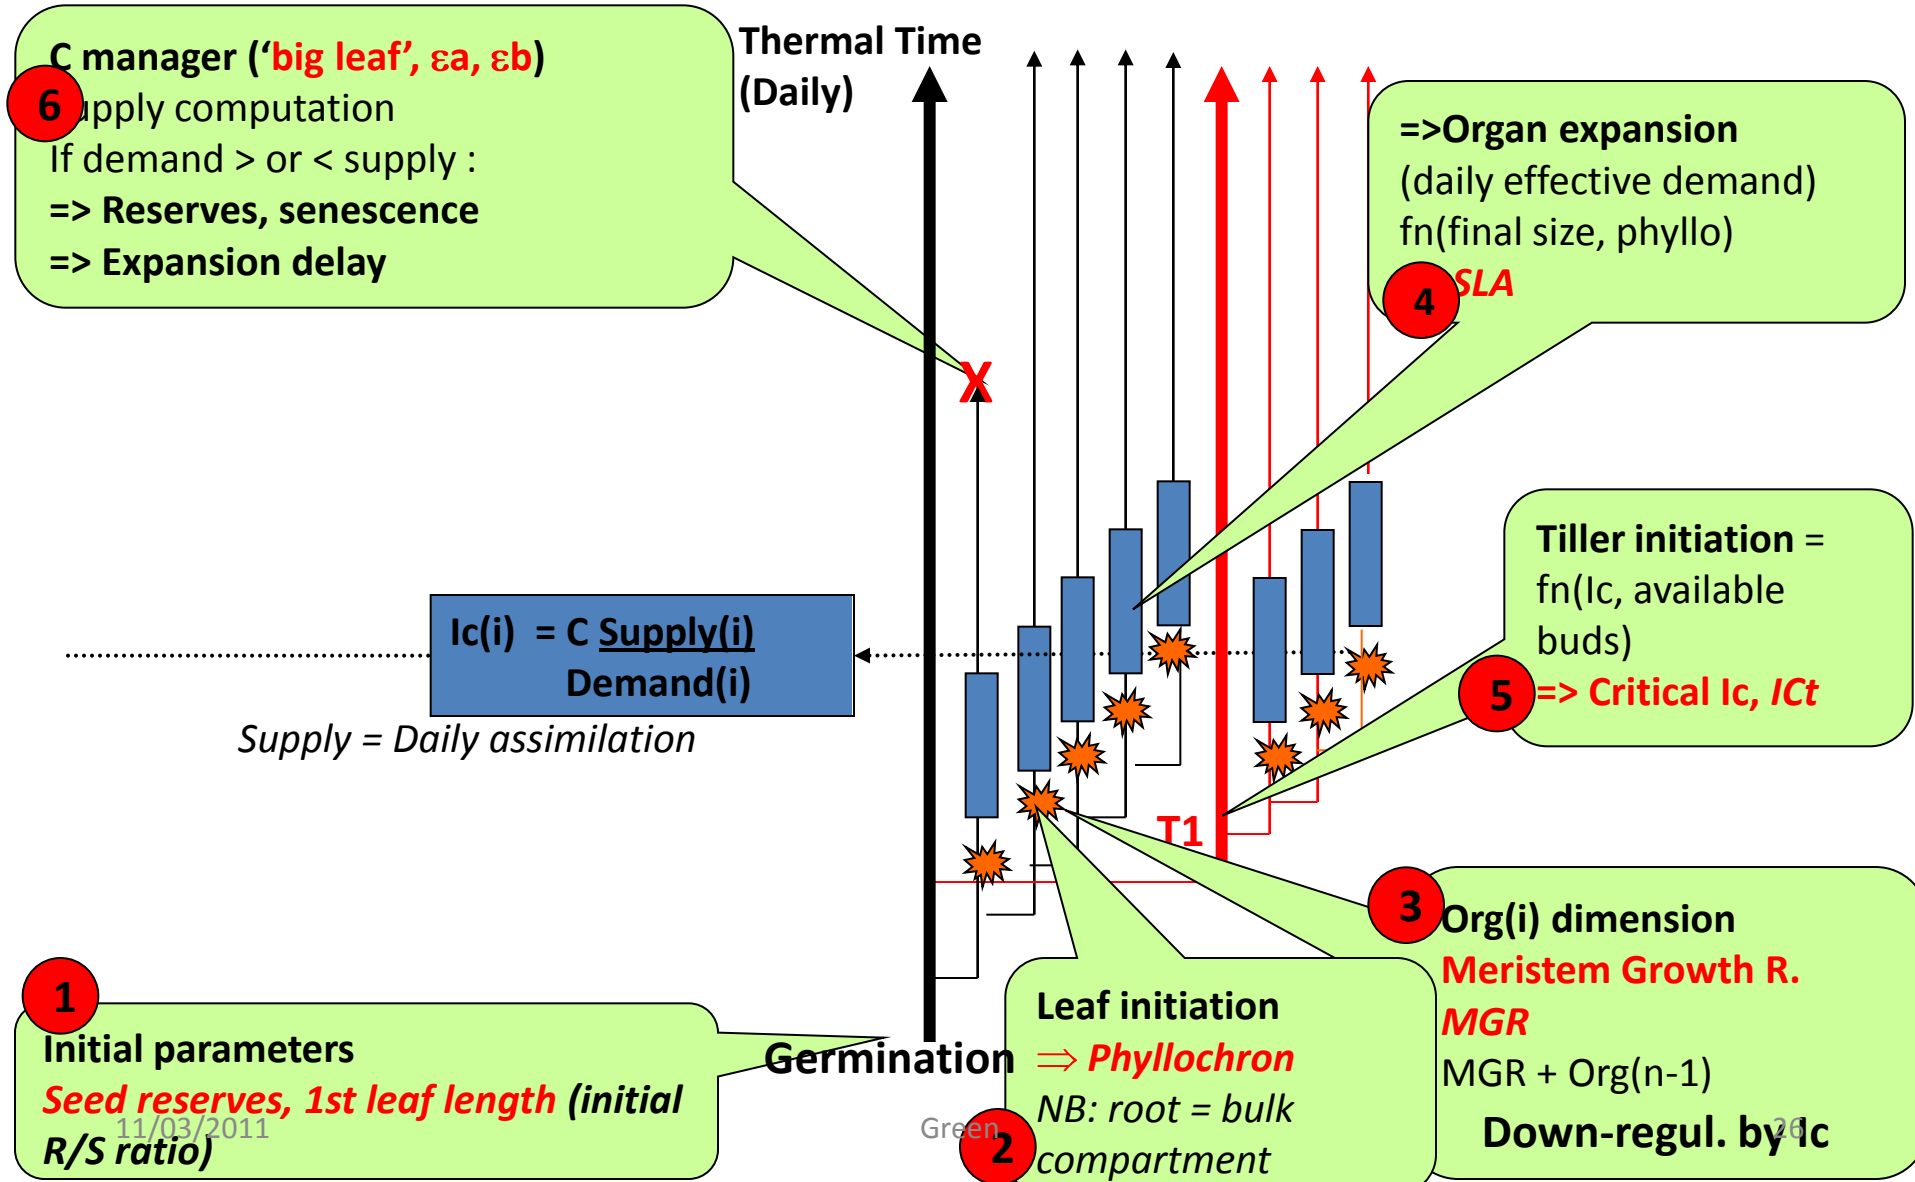 C manager (‘big leaf’, εa, εb)
6
upply computation
If demand > or < supply :
=> Reserves, senescence
=> Expansion delay
Thermal Time
(Daily)
=>Organ expansion
(daily effective demand)
fn(final size, phyllo)
4
SLA
X
Ic(i) = C Supply(i)
Demand(i)
Supply = Daily assimilation
Tiller initiation =
fn(Ic, available
buds)
5
=> Critical Ic, ICt
T1
3
Org(i) dimension
Meristem Growth R.
MGR
MGR + Org(n-1)
Down-regul. by Ic
1
Initial parameters
Seed reserves, 1st leaf length (initial
R/S ratio)
Germination
Leaf initiation
⇒ Phyllochron
NB: root = bulk
2
compartment
11/03/2011
Green
26